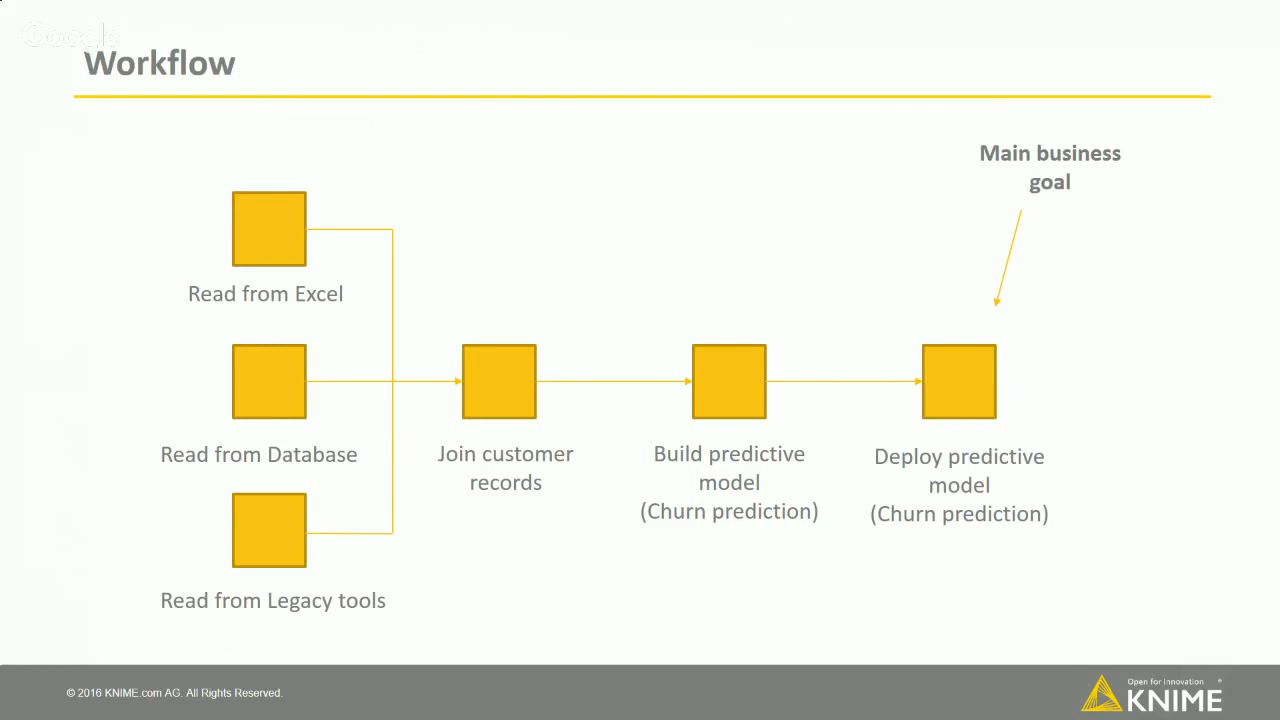 Google
Workflow
Main business
goal
Read from Excel
Read from Database
Join customer
records
Build predictive
model
(Churn prediction)
Deploy predictive
model
(Churn prediction)
Read from Legacy tools
© 2016 KNIME.com AG. All Rights Reserved.
Open for Innovation ®
KNIME